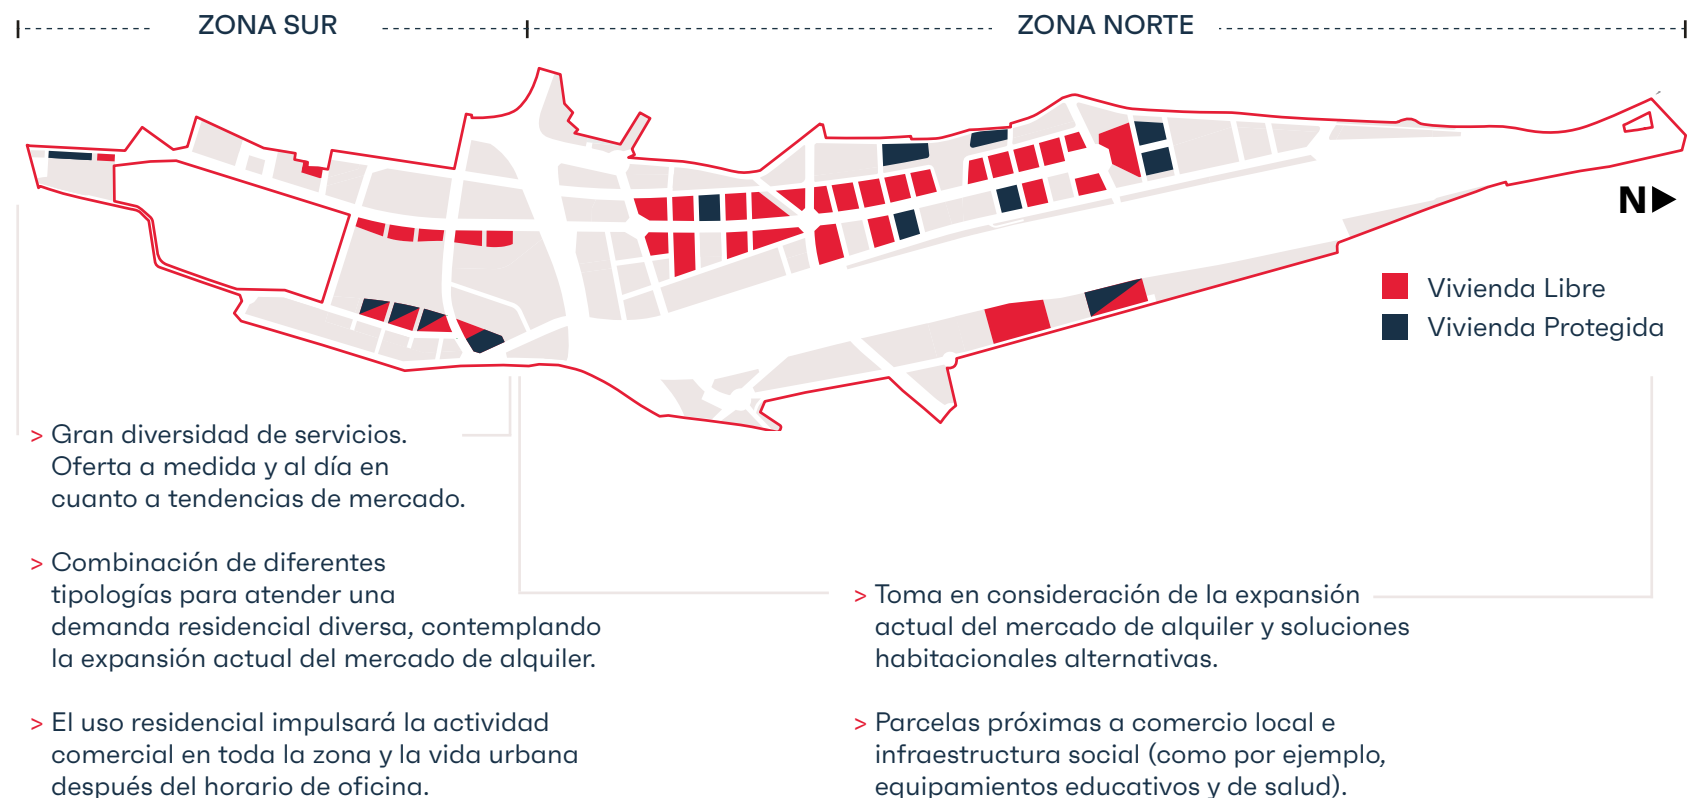 ZONA SUR
ZONA NORTE
N
Vivienda Libre
Vivienda Protegida
> Gran diversidad de servicios.
Oferta a medida y al día en
cuanto a tendencias de mercado.
> Combinación de diferentes
tipologías para atender una
demanda residencial diversa, contemplando
la expansión actual del mercado de alquiler.
> El uso residencial impulsará la actividad
comercial en toda la zona y la vida urbana
después del horario de oficina.
> Toma en consideración de la expansión
actual del mercado de alquiler y soluciones
habitacionales alternativas.
> Parcelas próximas a comercio local e
infraestructura social (como por ejemplo,
equipamientos educativos y de salud).